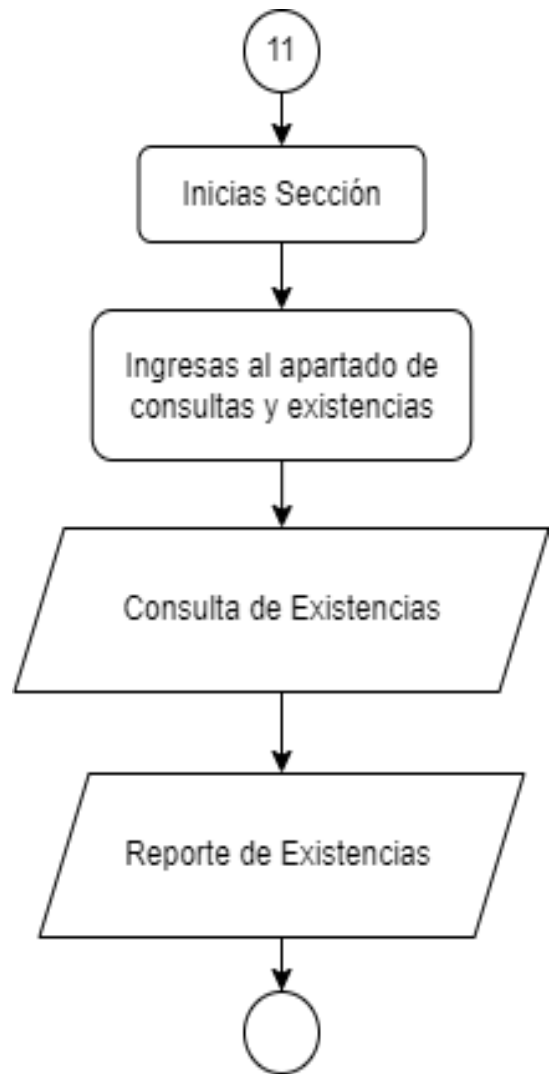 11
Inicias Sección
Ingresas al apartado de
consultas y existencias
Consulta de Existencias
Reporte de Existencias